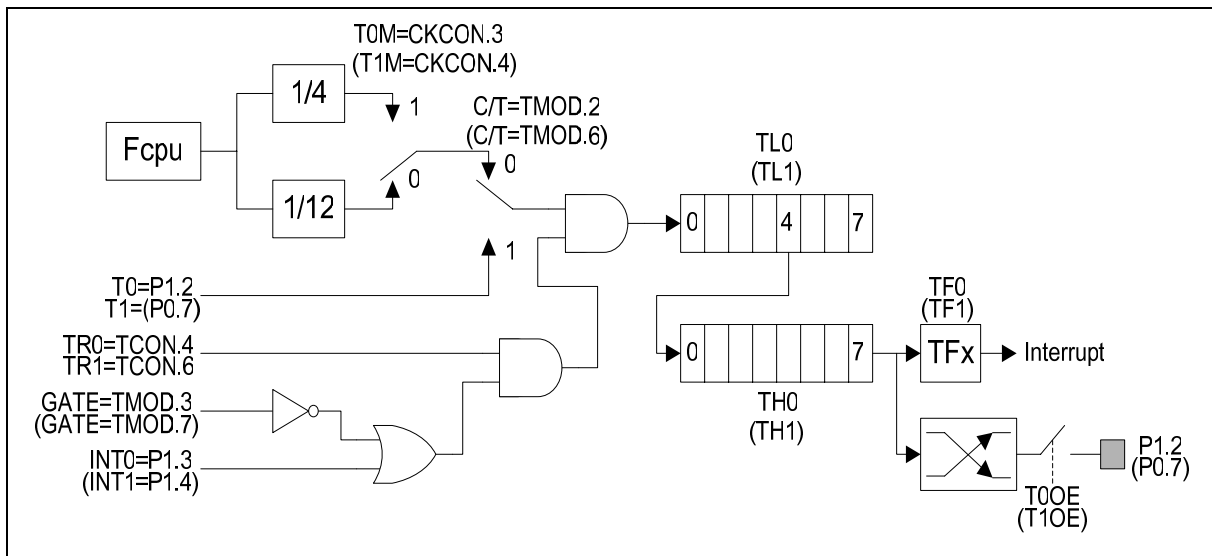 T0M=CKCON.3
(T1M=CKCON.4)
1/4
1
C/T=TMOD.2
(C/T=TMOD.6)
Fcpu
0
0
1/12
TL0
(TL1)
0 4 7
1
T0=P1.2
T1=(P0.7)
TF0
(TF1)
TR0=TCON.4
TR1=TCON.6
0 7
TFx
Interrupt
GATE=TMOD.3
(GATE=TMOD.7)
TH0
(TH1)
INT0=P1.3
(INT1=P1.4)
P1.2
(P0.7)
T0OE
(T1OE)